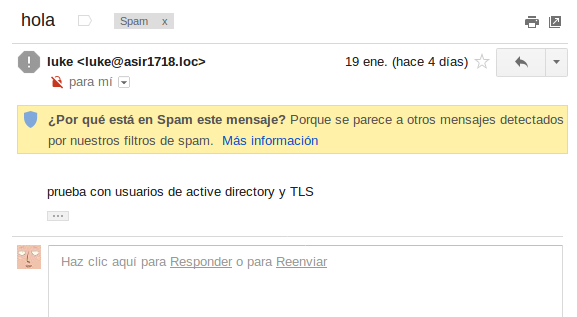 hola Spam x
luke <luke@asir1718.loc> 19 ene. (hace 4 días)
para mí
¿Por qué está en Spam este mensaje? Porque se parece a otros mensajes detectados
por nuestros filtros de spam. Más información
prueba con usuarios de active directory y TLS
Haz clic aquí para Responder o para Reenviar